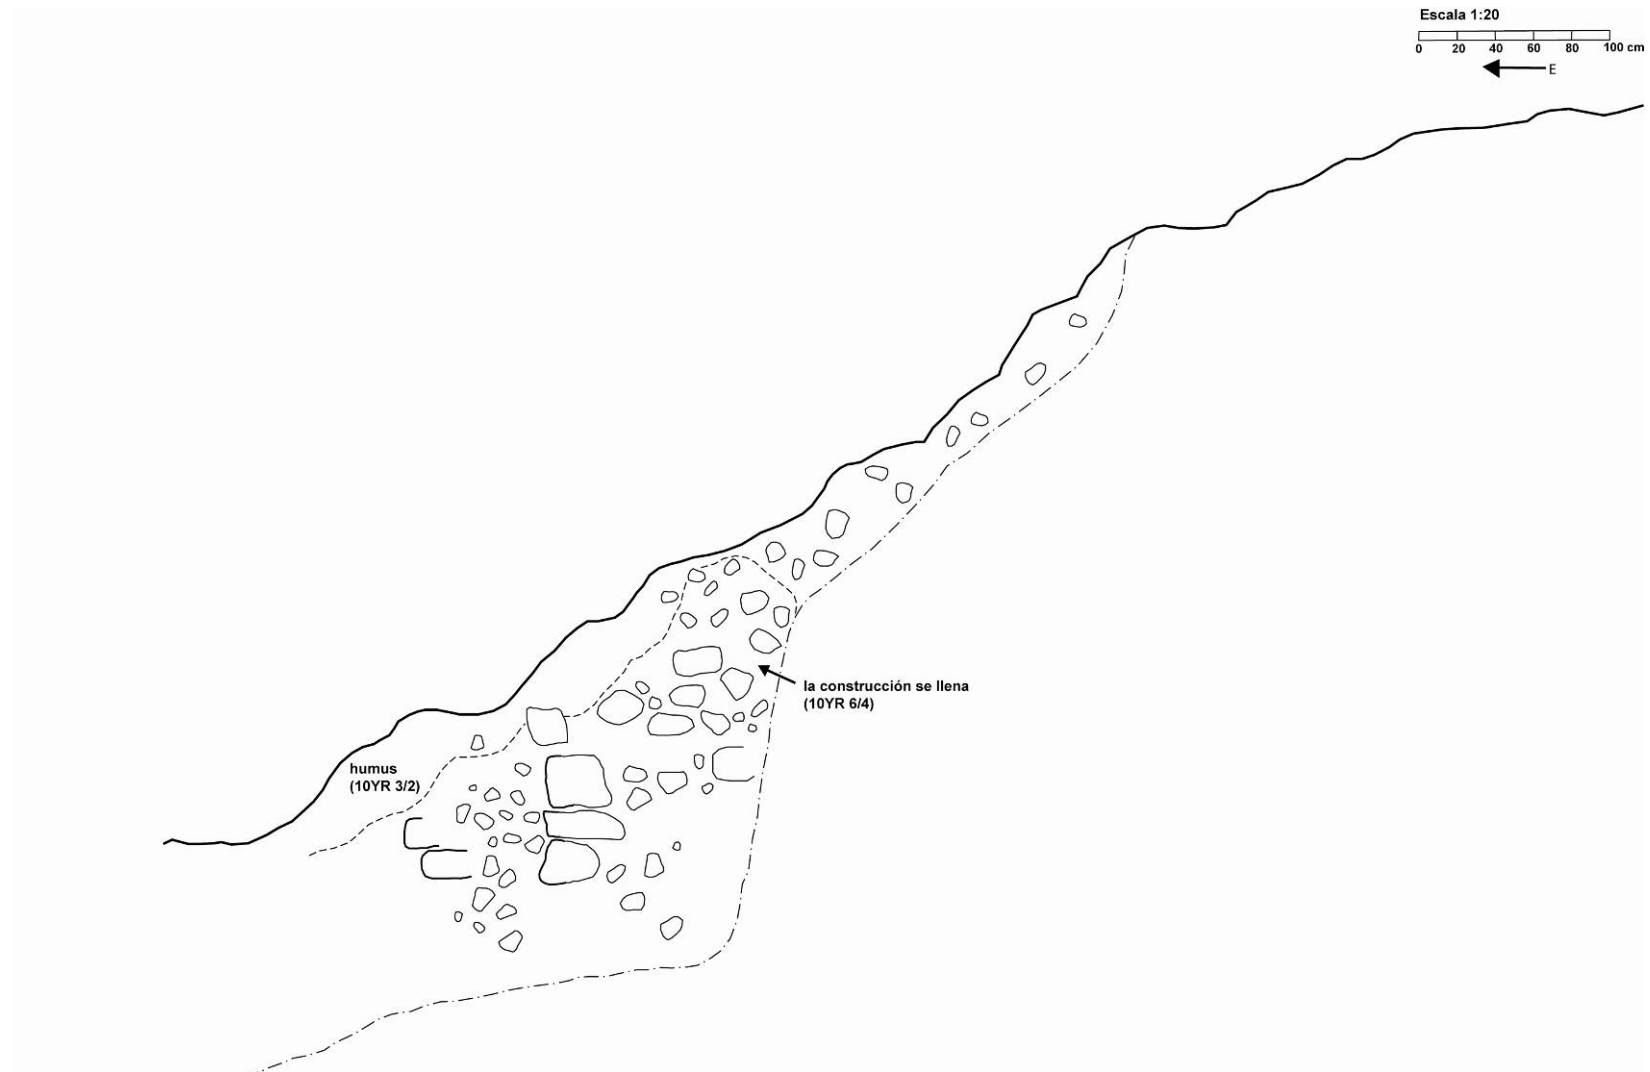 Escala 1:20
0 20 40 60 80 100 cm
E
la construcción se llena
(10YR 6/4)
humus
(10YR 3/2)